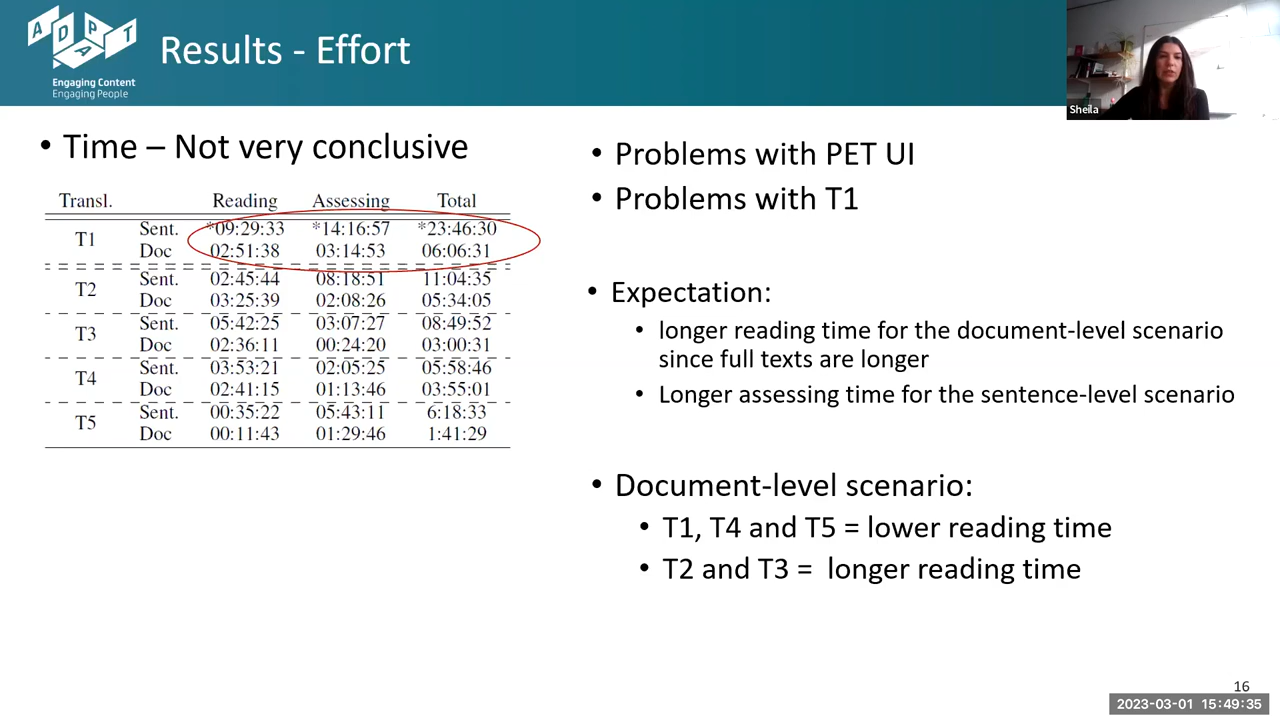 ADAPT
Engaging Content
Engaging People
Results - Effort
Sheila
• Time – Not very conclusive
Transl. Reading Assessing Total
T1 Sent. *09:29:33 *14:16:57 *23:46:30
Doc 02:51:38 03:14:53 06:06:31
T2 Sent. 02:45:44 08:18:51 11:04:35
Doc 03:25:39 02:08:26 05:34:05
T3 Sent. 05:42:25 03:07:27 08:49:52
Doc 02:36:11 00:24:20 03:00:31
T4 Sent. 03:53:21 02:05:25 05:58:46
Doc 02:41:15 01:13:46 03:55:01
T5 Sent. 00:35:22 05:43:11 6:18:33
Doc 00:11:43 01:29:46 1:41:29
• Problems with PET UI
• Problems with T1
• Expectation:
• longer reading time for the document-level scenario
since full texts are longer
• Longer assessing time for the sentence-level scenario
• Document-level scenario:
• T1, T4 and T5 = lower reading time
• T2 and T3 = longer reading time
16
2023-03-01 15:49:35